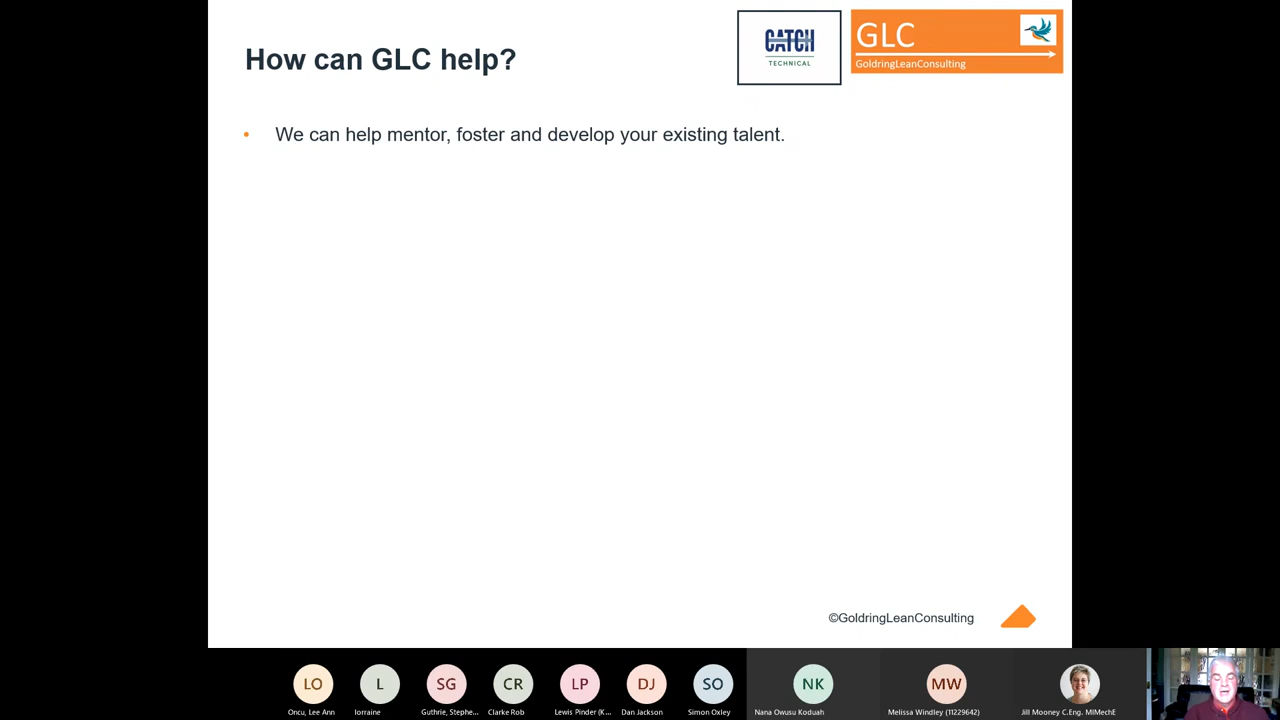 How can GLC help?
CATCH
TECHNICAL
GLC
GoldringLeanConsulting
• We can help mentor, foster and develop your existing talent.
©GoldringLeanConsulting
LO
L
SG
CR
LP
DJ
SO
NK
MW
Oncu, Lee Ann
lorraine
Guthrie, Stephe...
Clarke Rob
Lewis Pinder (K...
Dan Jackson
Simon Oxley
Nana Owusu Koduah
Melissa Windley (11229642)
Jill Mooney C.Eng. MIMechE